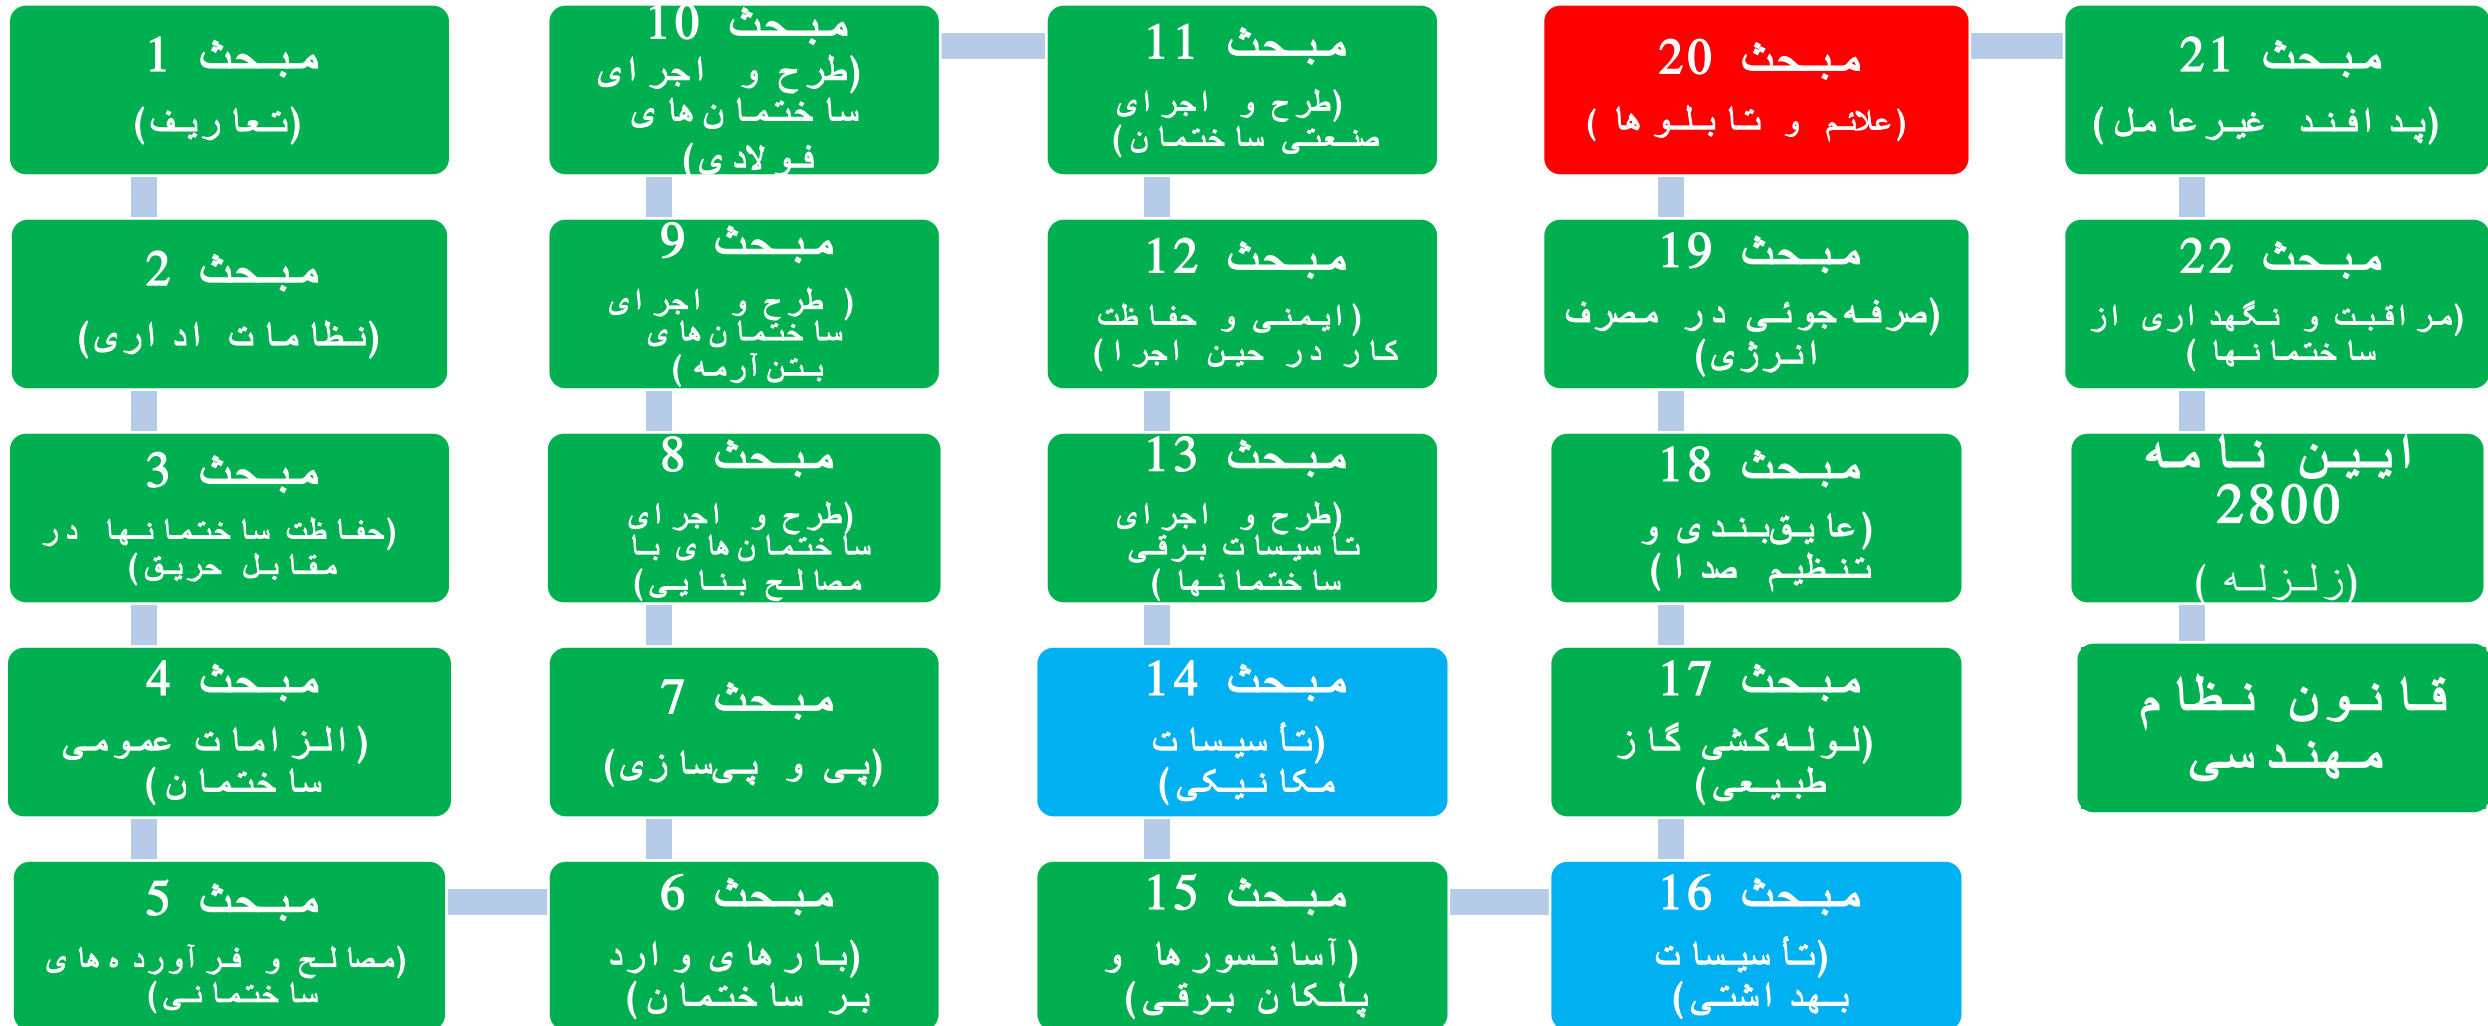 مبحث 1
(تعاریف)
مبحث 2
(نظامات اداری)
مبحث 3
(حفاظت ساختمانها در
مقابل حریق)
مبحث 4
(الزامات عمومی
ساختمان)
مبحث 5
(مصالح و فرآورده‌های
ساختمانی)
مبحث 6
(بارهای وارد
بر ساختمان)
مبحث 7
(پی و پی‌سازی)
مبحث 8
(طرح و اجرای
ساختمان‌های با
مصالح بنایی)
مبحث 9
( طرح و اجرای
ساختمان‌های
بتن‌آرمه)
مبحث 10
(طرح و اجرای
ساختمان‌های
فولادی)
مبحث 11
(طرح و اجرای
صنعتی ساختمان)
مبحث 12
(ایمنی و حفاظت
کار در حین اجرا)
مبحث 13
(طرح و اجرای
تاسیسات برقی
ساختمانها)
مبحث 14
(تأسیسات
مکانیکی)
مبحث 15
(آسانسورها و
پلکان برقی)
مبحث 16
(تأسیسات
بهداشتی)
مبحث 17
(لوله‌کشی گاز
طبیعی)
مبحث 18
(عایق‌بندی و
تنظیم صدا)
مبحث 19
(صرفه‌جوئی در مصرف
انرژی)
مبحث 20
(علائم و تابلوها)
مبحث 21
(پدافند غیرعامل)
مبحث 22
(مراقبت و نگهداری از
ساختمانها)
ایین نامه
2800
(زلزله)
قانون نظام
مهندسی